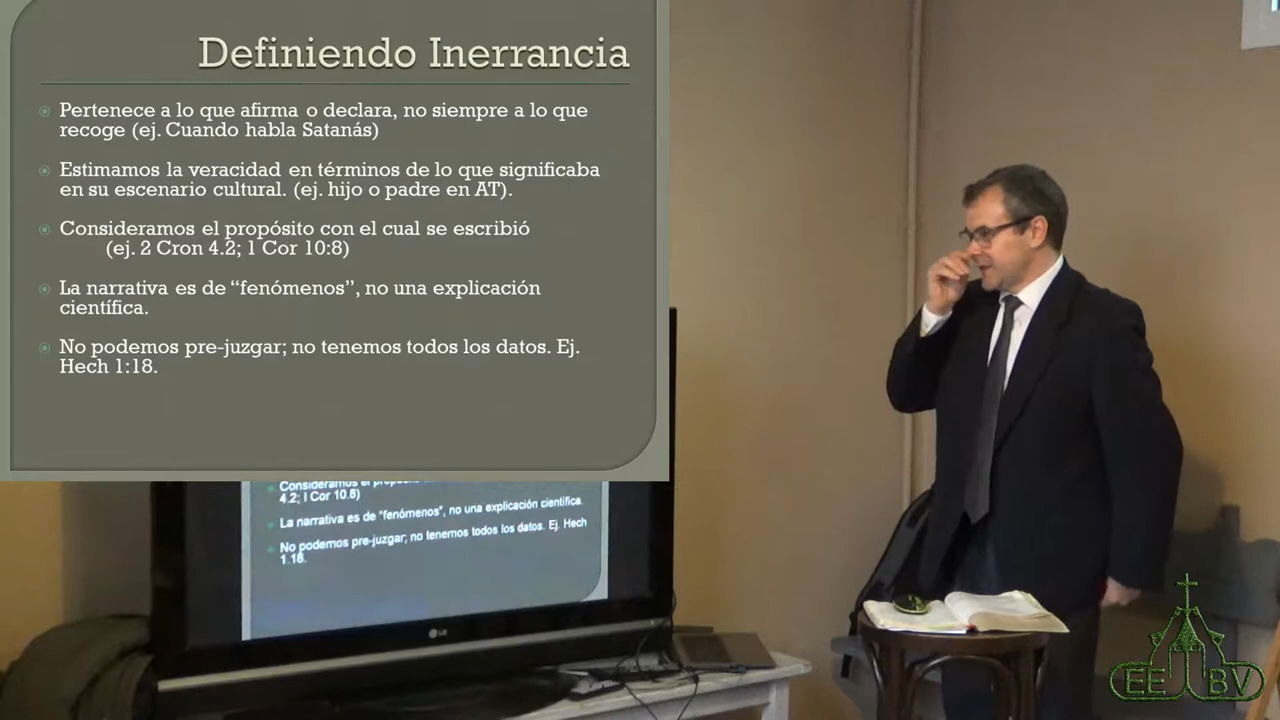 Definiendo Inerrancia
Pertenece a lo que afirma o declara, no siempre a lo que
recoge (ej. Cuando habla Satanás)
Estimamos la veracidad en términos de lo que significaba
en su escenario cultural. (ej. hijo o padre en AT).
Consideramos el propósito con el cual se escribió
(ej. 2 Cron 4.2; 1 Cor 10:8)
La narrativa es de “fenómenos”, no una explicación
científica.
No podemos pre-juzgar; no tenemos todos los datos. Ej.
Hech 1:18.
Consideramos el
4.2; I Cor 10.8)
La narrativa es de "fenómenos", no una explicación científica.
No podemos pre-juzgar; no tenemos todos los datos. Ej. Hech
1.18.
LG
EE BV